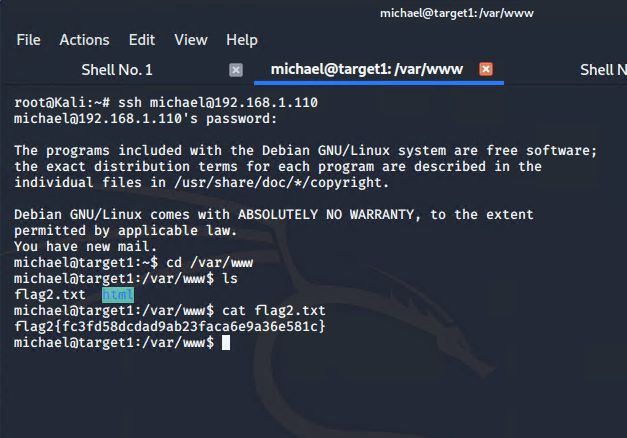 michael@target1:/var/www
File Actions Edit View Help
Shell No. 1 michael@target1: /var/www Shell N
root@Kali:~# ssh michael@192.168.1.110
michael@192.168.1.110's password:
The programs included with the Debian GNU/Linux system are free software;
the exact distribution terms for each program are described in the
individual files in /usr/share/doc/*/copyright.
Debian GNU/Linux comes with ABSOLUTELY NO WARRANTY, to the extent
permitted by applicable law.
You have new mail.
michael@target1:~$ cd /var/www
michael@target1:/var/www$ ls
flag2.txt html
michael@target1:/var/www$ cat flag2.txt
flag2{fc3fd58dcdad9ab23faca6e9a36e581c}
michael@target1:/var/www$